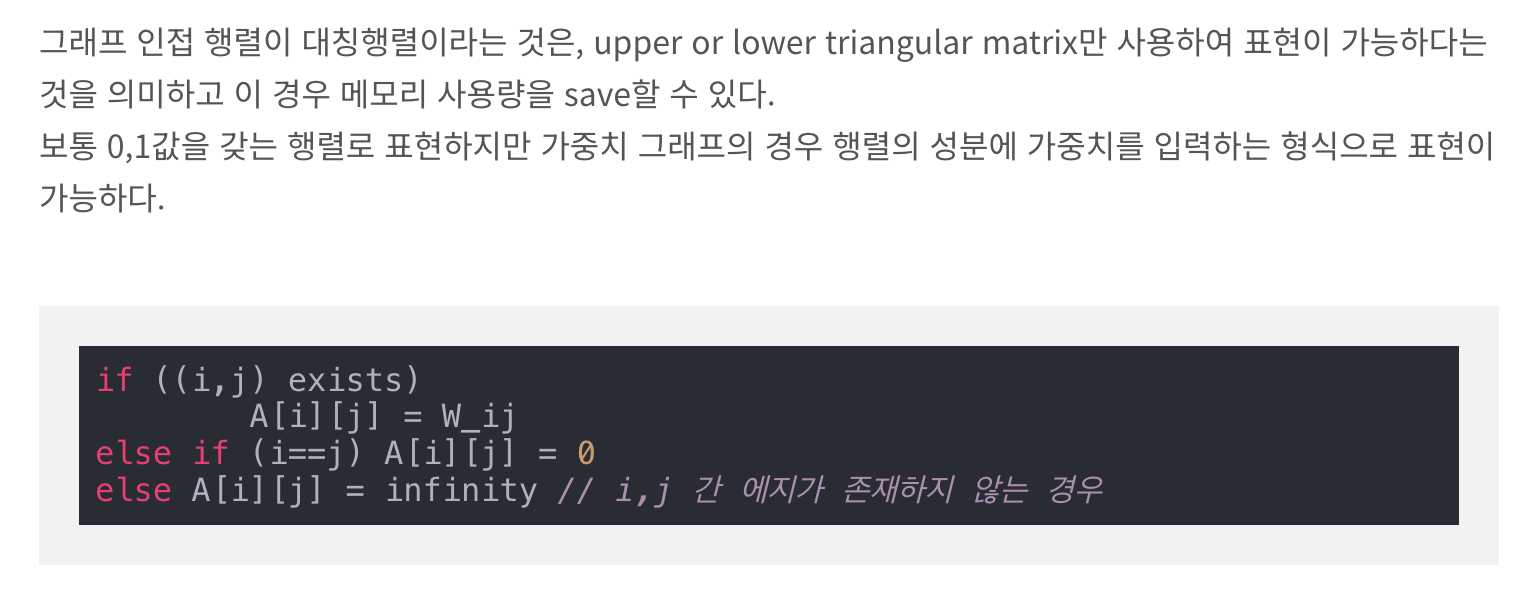 그래프 인접 행렬이 대칭행렬이라는 것은, upper or lower triangular matrix만 사용하여 표현이 가능하다는
것을 의미하고 이 경우 메모리 사용량을 save할 수 있다.
보통 0,1값을 갖는 행렬로 표현하지만 가중치 그래프의 경우 행렬의 성분에 가중치를 입력하는 형식으로 표현이
가능하다.
if ((i,j) exists)
        A[i][j] = W_ij
else if (i==j) A[i][j] = 0
else A[i][j] = infinity // i,j 간 에지가 존재하지 않는 경우